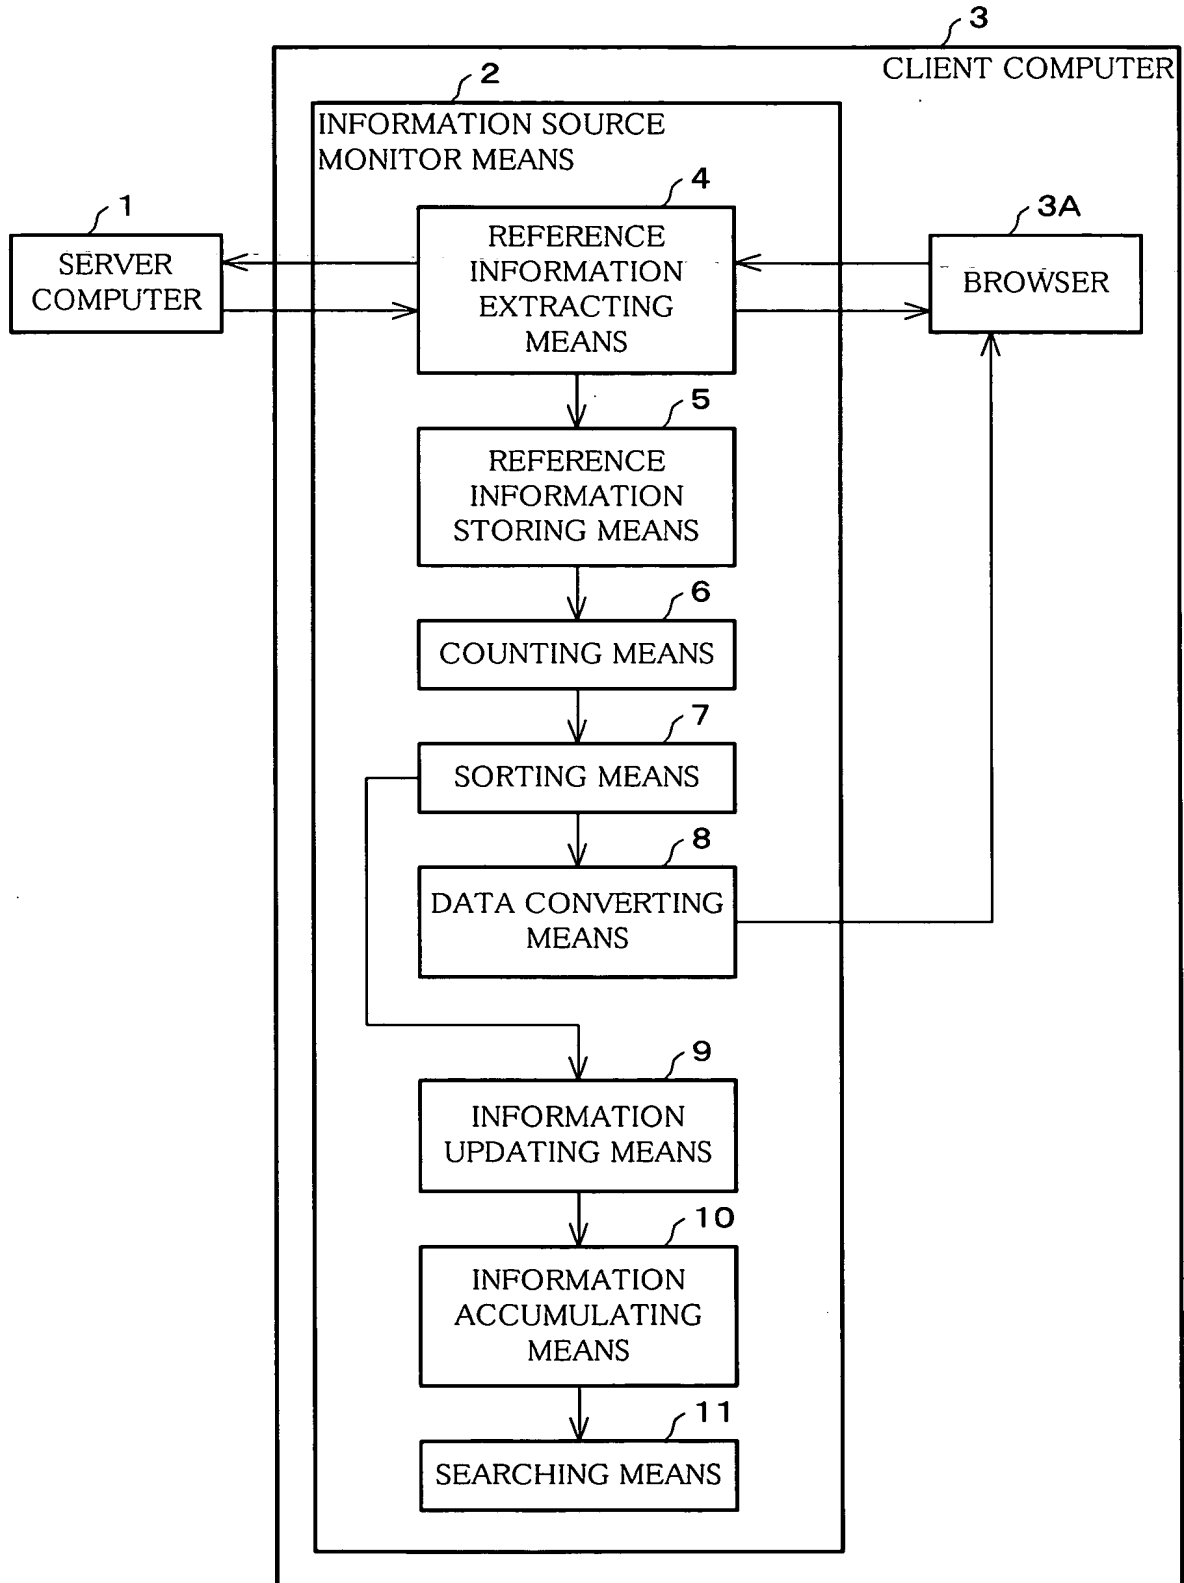 3
CLIENT COMPUTER
2
INFORMATION SOURCE
MONITOR MEANS
1
SERVER
COMPUTER
4
REFERENCE
INFORMATION
EXTRACTING
MEANS
3A
BROWSER
5
REFERENCE
INFORMATION
STORING MEANS
6
COUNTING MEANS
7
SORTING MEANS
8
DATA CONVERTING
MEANS
9
INFORMATION
UPDATING MEANS
10
INFORMATION
ACCUMULATING
MEANS
11
SEARCHING MEANS